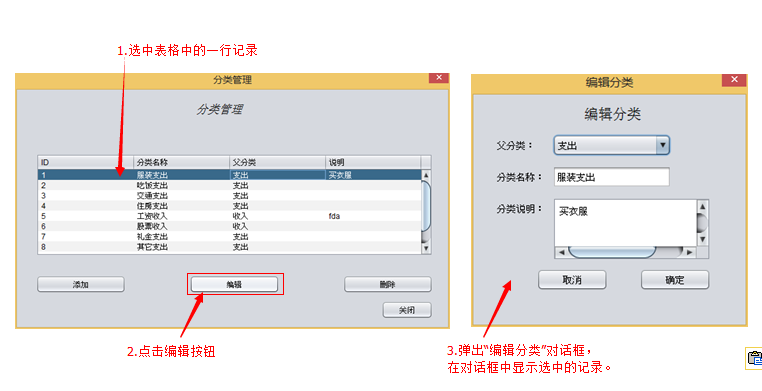 1.选中表格中的一行记录
分类管理
分类管理
ID 分类名称 父分类 说明
1 服装支出 支出 买衣服
2 吃饭支出 支出
3 交通支出 支出
4 住房支出 支出
5 工资收入 收入 fda
6 股票收入 收入
7 礼金支出 支出
8 其它支出 支出
添加 编辑 删除
关闭
2.点击编辑按钮
编辑分类
编辑分类
父分类： 支出
分类名称： 服装支出
分类说明： 买衣服
取消 确定
3.弹出“编辑分类”对话框，
在对话框中显示选中的记录。